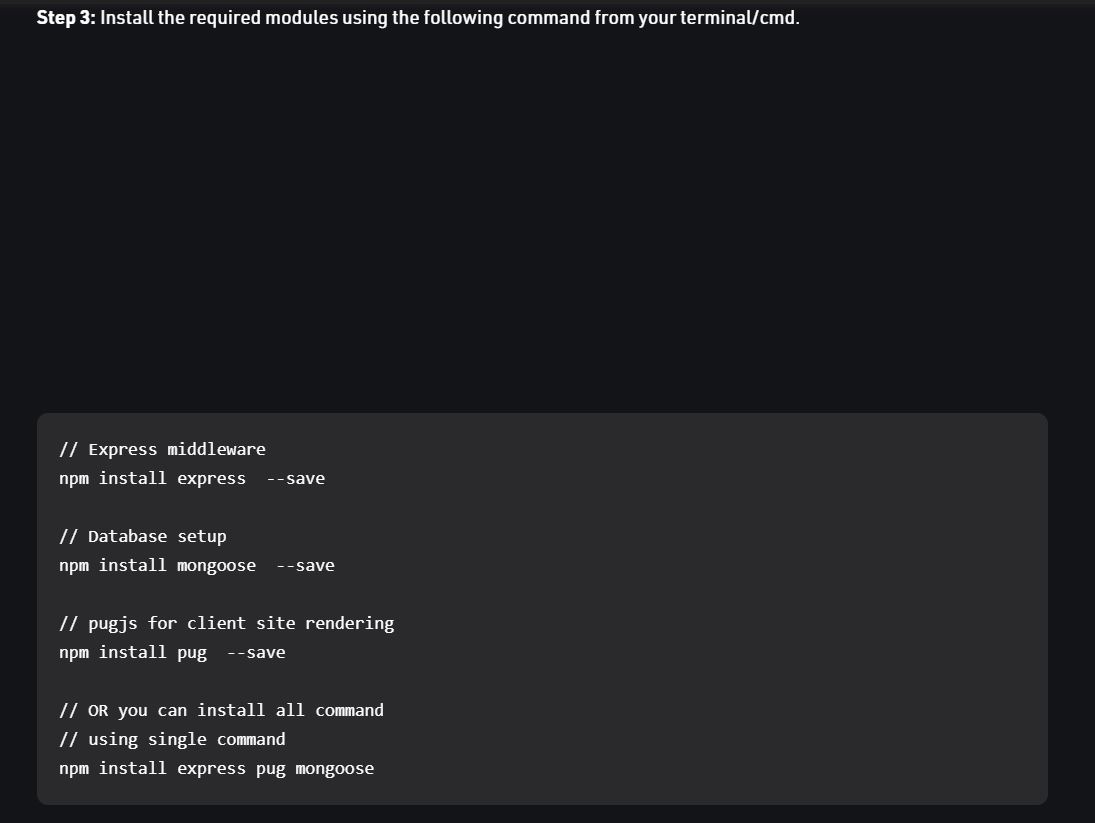 Step 3: Install the required modules using the following command from your terminal/cmd.
// Express middleware
npm install express  --save
// Database setup
npm install mongoose  --save
// pugjs for client site rendering
npm install pug  --save
// OR you can install all command
// using single command
npm install express pug mongoose